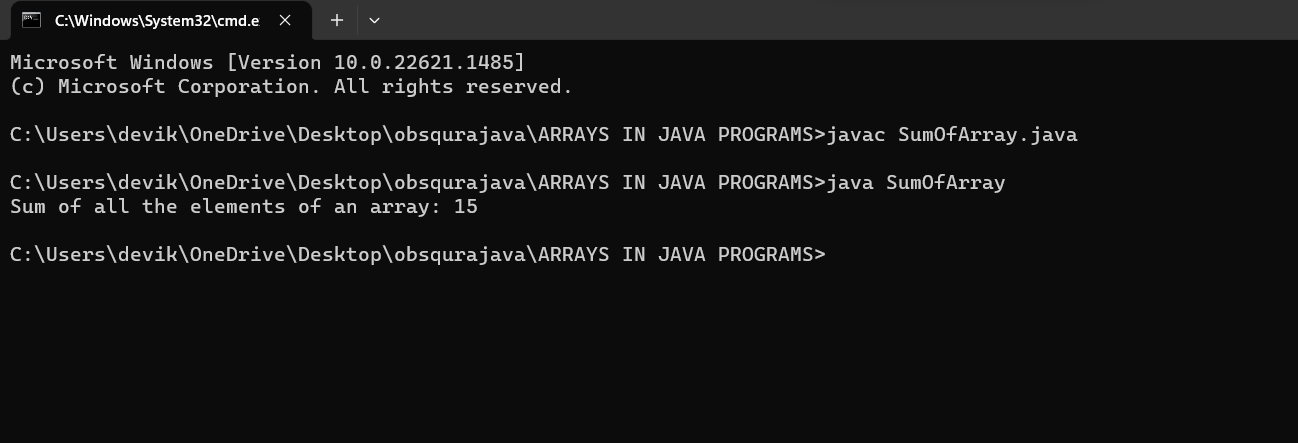 C:\Windows\System32\cmd.e
Microsoft Windows [Version 10.0.22621.1485]
(c) Microsoft Corporation. All rights reserved.
C:\Users\devik\OneDrive\Desktop\obsqurajava\ARRAYS IN JAVA PROGRAMS>javac SumOfArray.java
C:\Users\devik\OneDrive\Desktop\obsqurajava\ARRAYS IN JAVA PROGRAMS>java SumOfArray
Sum of all the elements of an array: 15
C:\Users\devik\OneDrive\Desktop\obsqurajava\ARRAYS IN JAVA PROGRAMS>